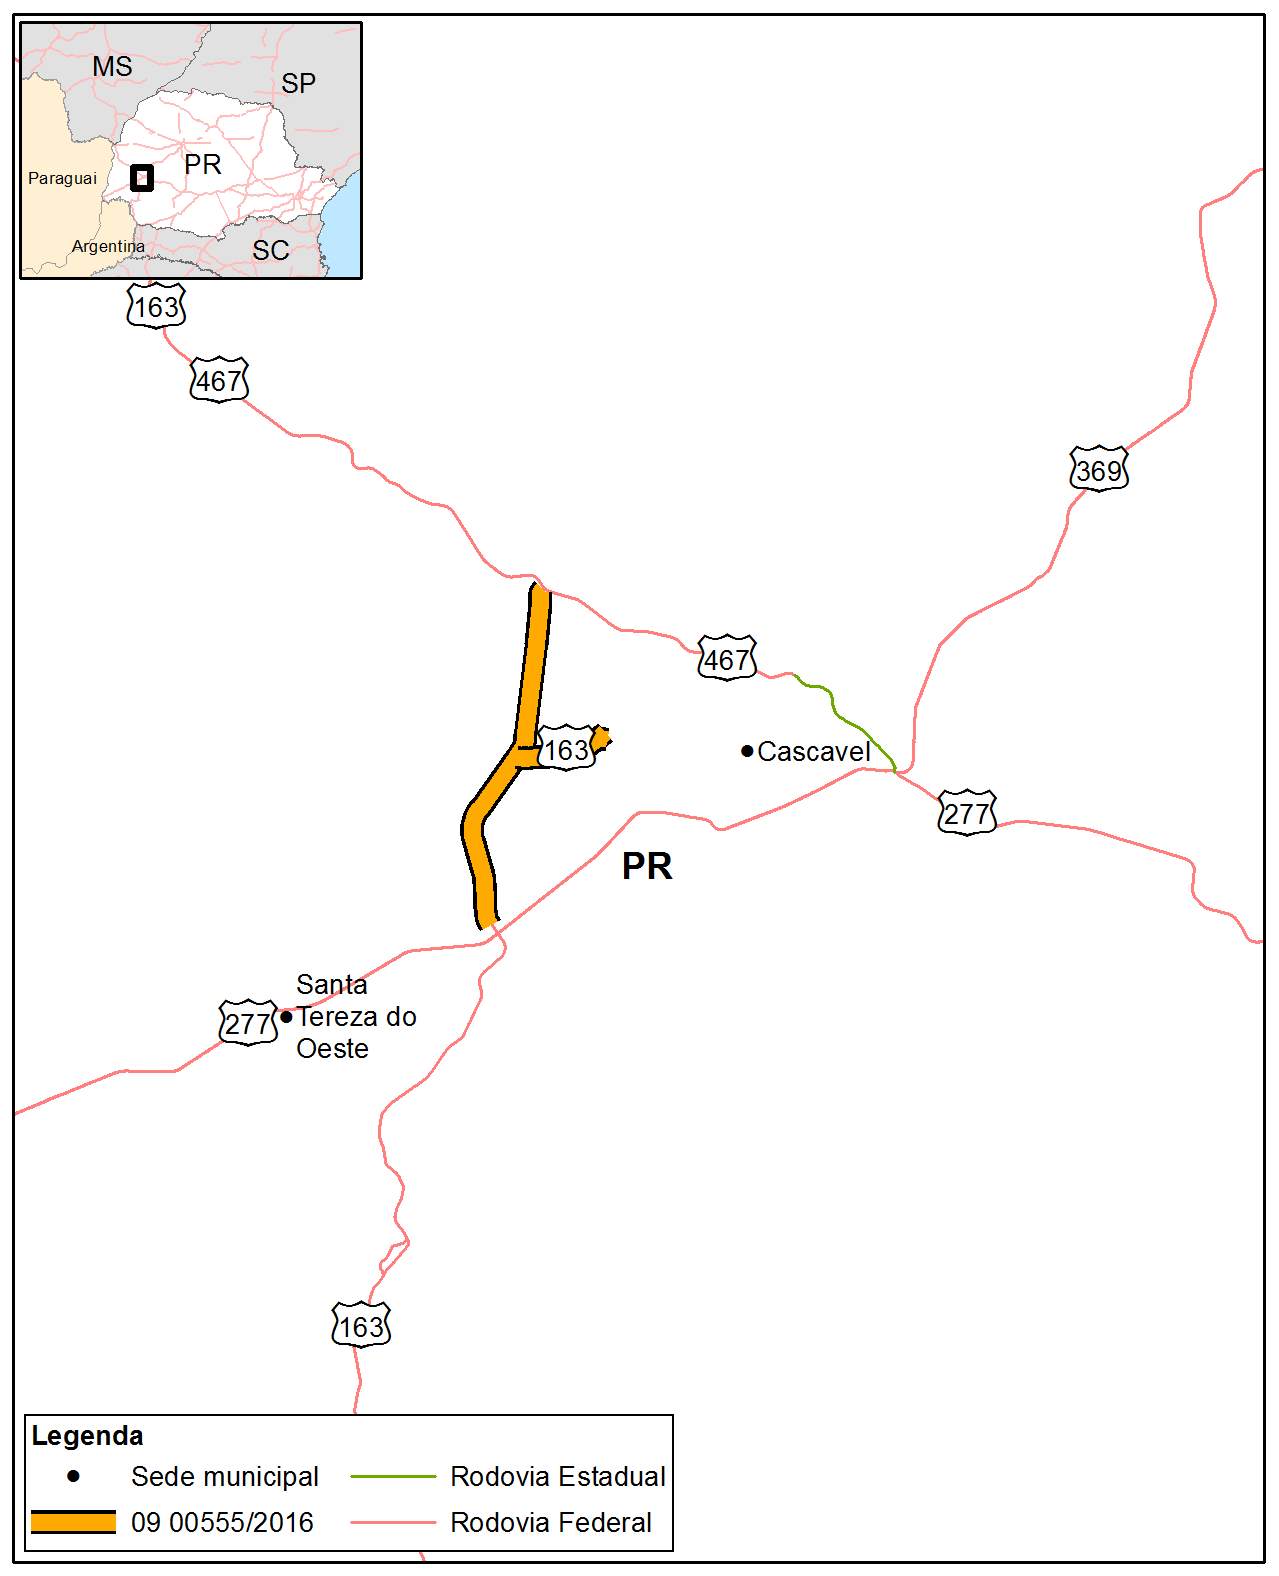 MS
SP
PR
Paraguai
Argentina
SC
163
467
369
467
163
Cascavel
277
PR
Santa
Tereza do
Oeste
277
163
Legenda
Sede municipal
Rodovia Estadual
09 00555/2016
Rodovia Federal